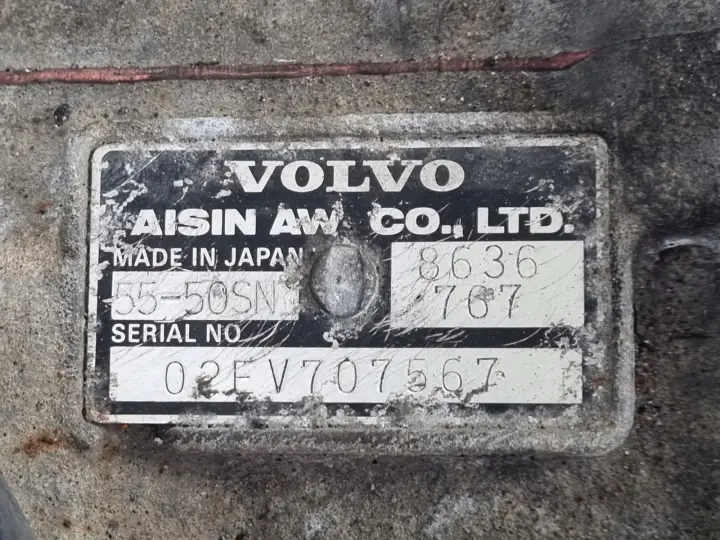 VOLVO
AISIN AW CO., LTD.
MADE IN JAPAN
8636
55-50SN
767
SERIAL NO
02EV707567